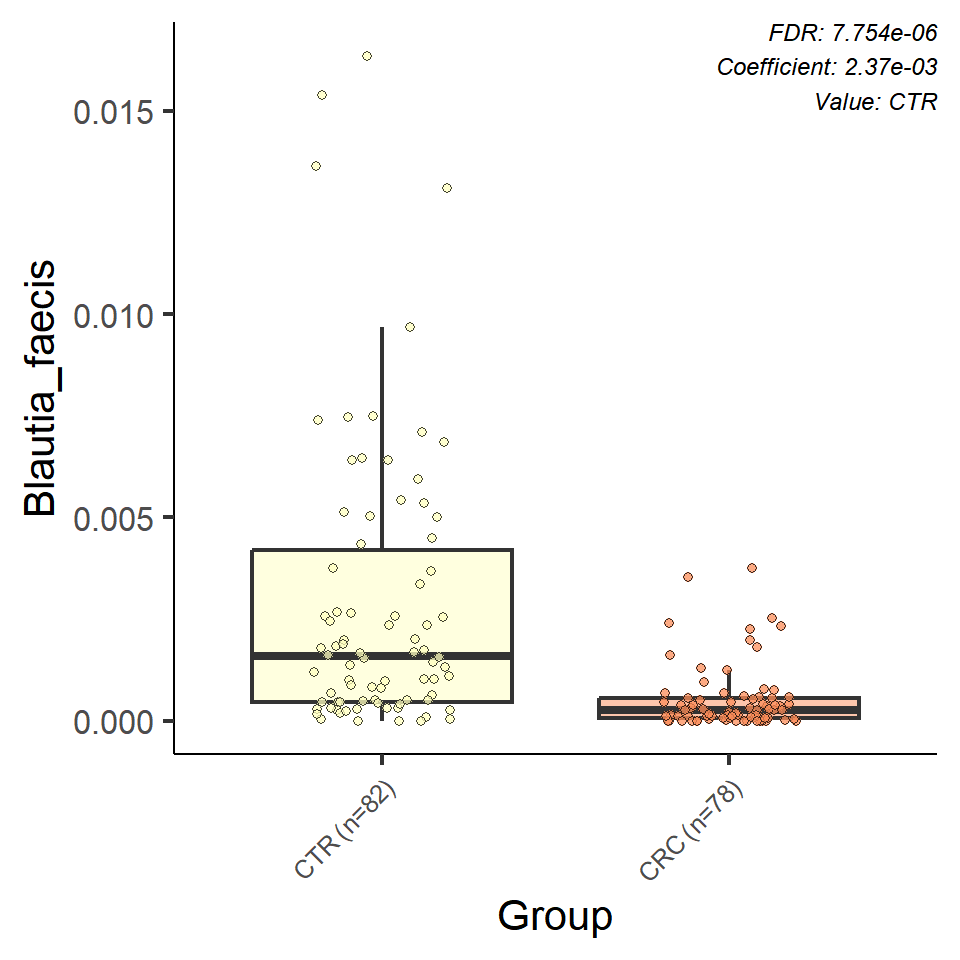 FDR: 7.754e-06
Coefficient: 2.37e-03
Value: CTR
0.015
0.010
0.005
0.000
Blautia_faecis
CTR (n=82)
CRC (n=78)
Group